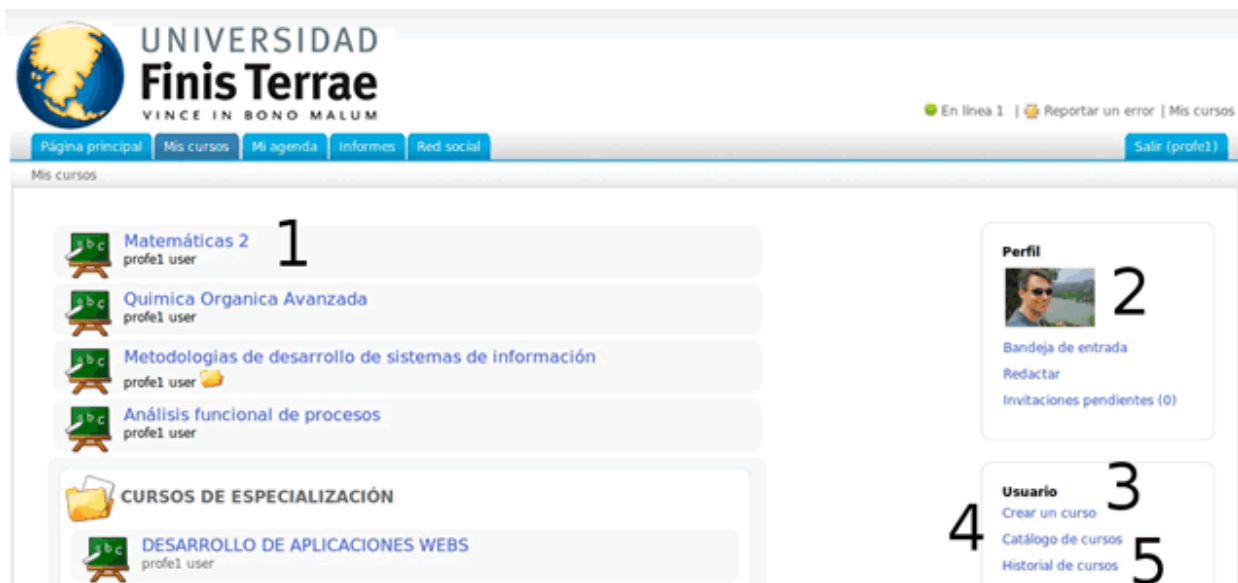 UNIVERSIDAD
Finis Terrae
VINCE IN BONO MALUM
En línea 1 | Reportar un error | Mis cursos
Página principal Mis cursos Mi agenda Informes Red social Salir (profe1)
Mis cursos
Matemáticas 2 1
profe1 user
Quimica Organica Avanzada
profe1 user
Metodologias de desarrollo de sistemas de información
profe1 user
Análisis funcional de procesos
profe1 user
CURSOS DE ESPECIALIZACIÓN
DESARROLLO DE APLICACIONES WEBS
profe1 user
Perfil
2
Bandeja de entrada
Redactar
Invitaciones pendientes (0)
Usuario 3
Crear un curso
4 Catálogo de cursos
Historial de cursos 5